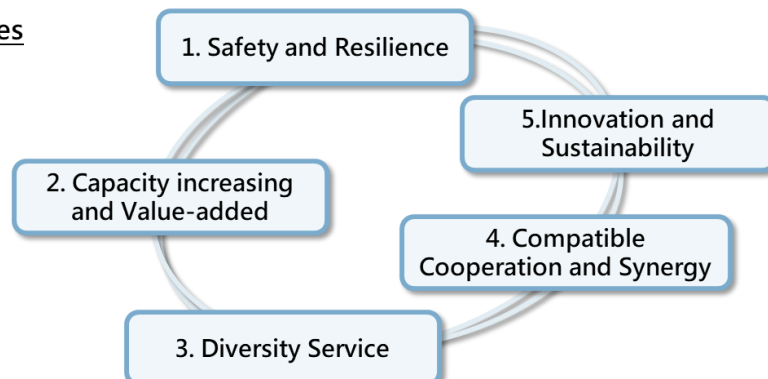 es
1. Safety and Resilience
5.Innovation and
Sustainability
2. Capacity increasing
and Value-added
4. Compatible
Cooperation and Synergy
3. Diversity Service